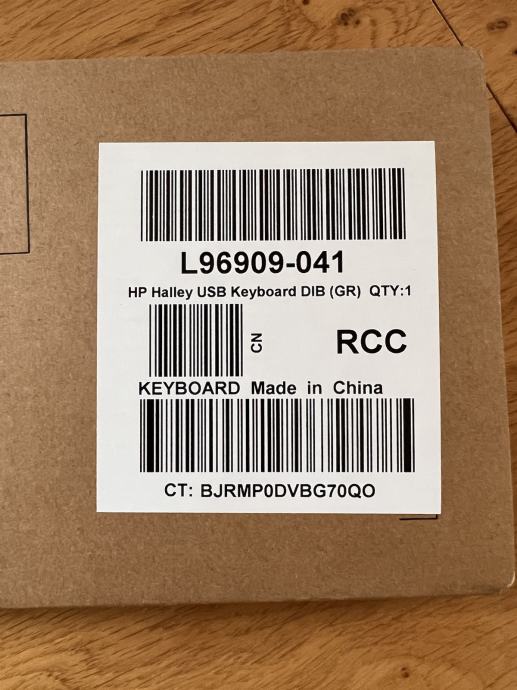 L96909-041
HP Halley USB Keyboard DIB (GR) QTY:1
CN
RCC
KEYBOARD Made in China
CT: BJRMP0DVBG70QO